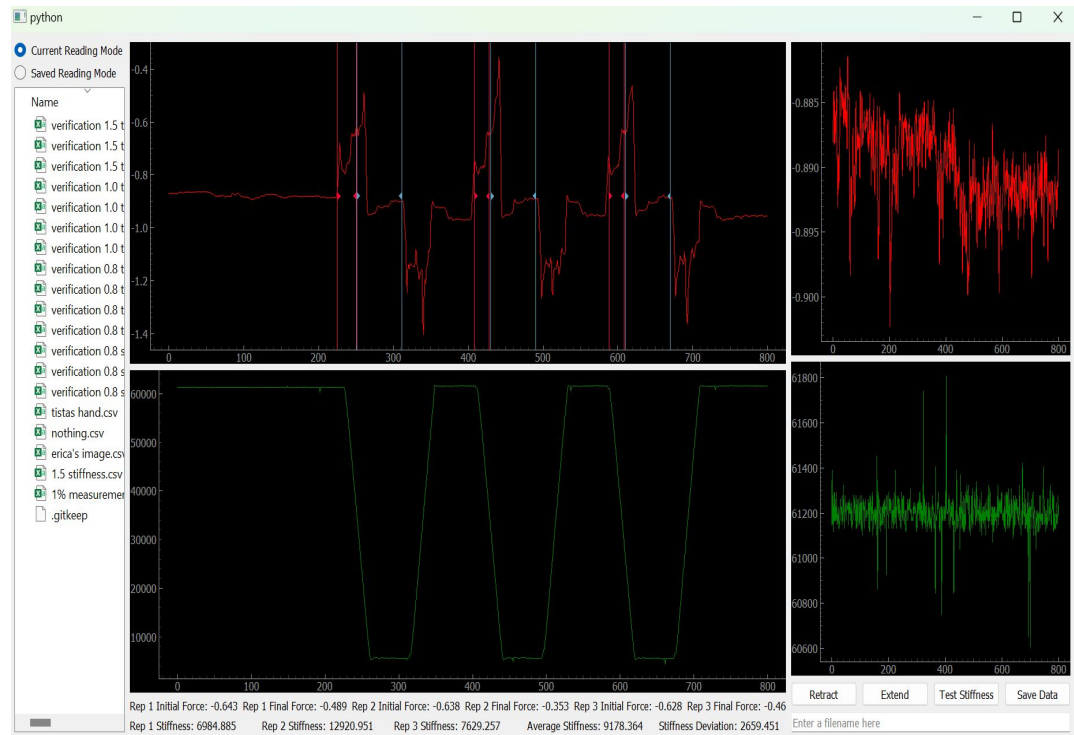 python
Current Reading Mode
Saved Reading Mode
Name
verification 1.5 t
verification 1.5 t
verification 1.5 t
verification 1.0 t
verification 1.0 t
verification 1.0 t
verification 1.0 t
verification 0.8 t
verification 0.8 t
verification 0.8 t
verification 0.8 t
verification 0.8 s
verification 0.8 s
verification 0.8 s
tistas hand.csv
nothing.csv
erica's image.csv
1.5 stiffness.csv
1% measuremer
.gitkeep
-0.4
-0.6
-0.8
-1.0
-1.2
-1.4
0 100 200 300 400 500 600 700 800
60000
50000
40000
30000
20000
10000
0 100 200 300 400 500 600 700 800
Rep 1 Initial Force: -0.643 Rep 1 Final Force: -0.489 Rep 2 Initial Force: -0.638 Rep 2 Final Force: -0.353 Rep 3 Initial Force: -0.628 Rep 3 Final Force: -0.46
Rep 1 Stiffness: 6984.885 Rep 2 Stiffness: 12920.951 Rep 3 Stiffness: 7629.257 Average Stiffness: 9178.364 Stiffness Deviation: 2659.451
-0.885
-0.890
-0.895
-0.900
0 200 400 600 800
61800
61600
61400
61200
61000
60800
60600
0 200 400 600 800
Retract Extend Test Stiffness Save Data
Enter a filename here